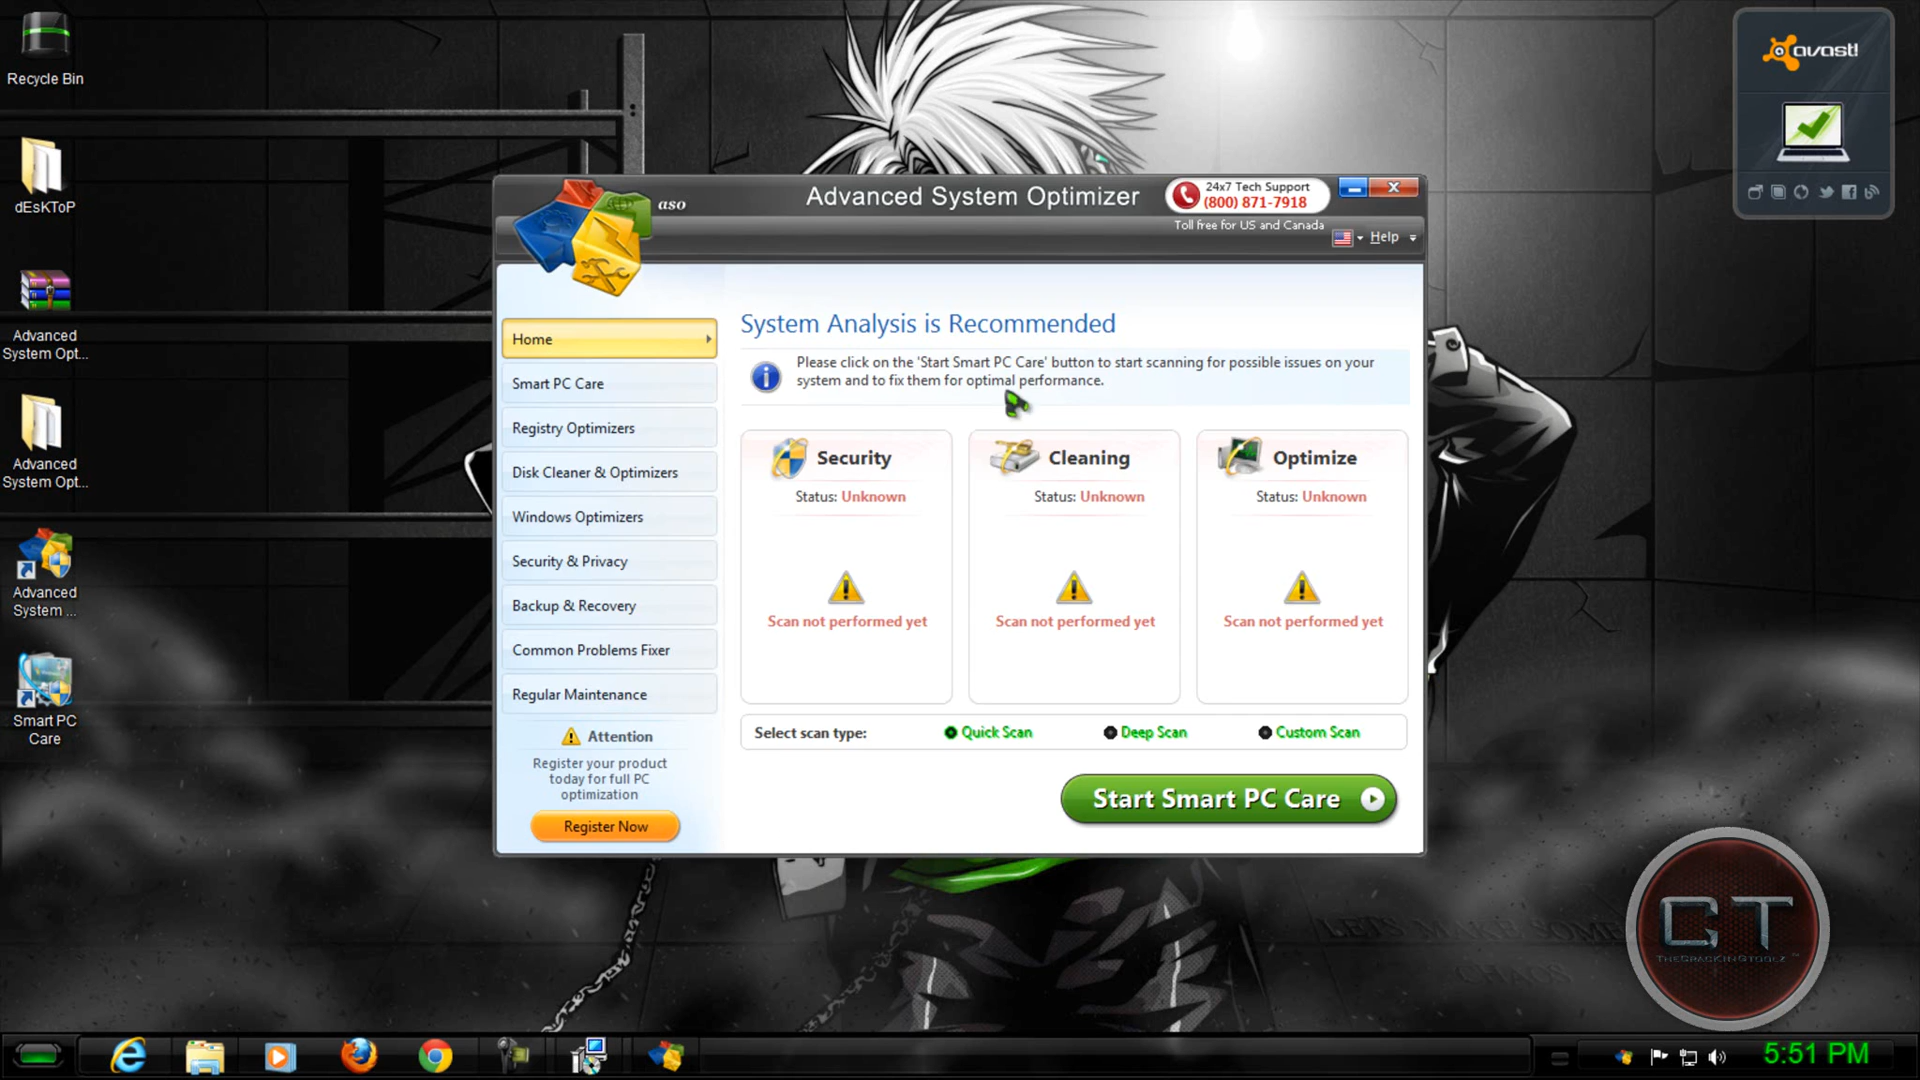 Recycle Bin
dEsKToP
Advanced
System Opt...
Advanced
System Opt...
Advanced
System ...
Smart PC
Care
avast!
aso
Advanced System Optimizer
24x7 Tech Support
(800) 871-7918
Toll free for US and Canada
Help
Home
Smart PC Care
Registry Optimizers
Disk Cleaner & Optimizers
Windows Optimizers
Security & Privacy
Backup & Recovery
Common Problems Fixer
Regular Maintenance
Attention
Register your product
today for full PC
optimization
Register Now
System Analysis is Recommended
Please click on the 'Start Smart PC Care' button to start scanning for possible issues on your
system and to fix them for optimal performance.
Security
Status: Unknown
Scan not performed yet
Cleaning
Status: Unknown
Scan not performed yet
Optimize
Status: Unknown
Scan not performed yet
Select scan type:
Quick Scan
Deep Scan
Custom Scan
Start Smart PC Care
LETS MAKE SOME
CHAOS
CT
TheCrackingToolz
5:51 PM